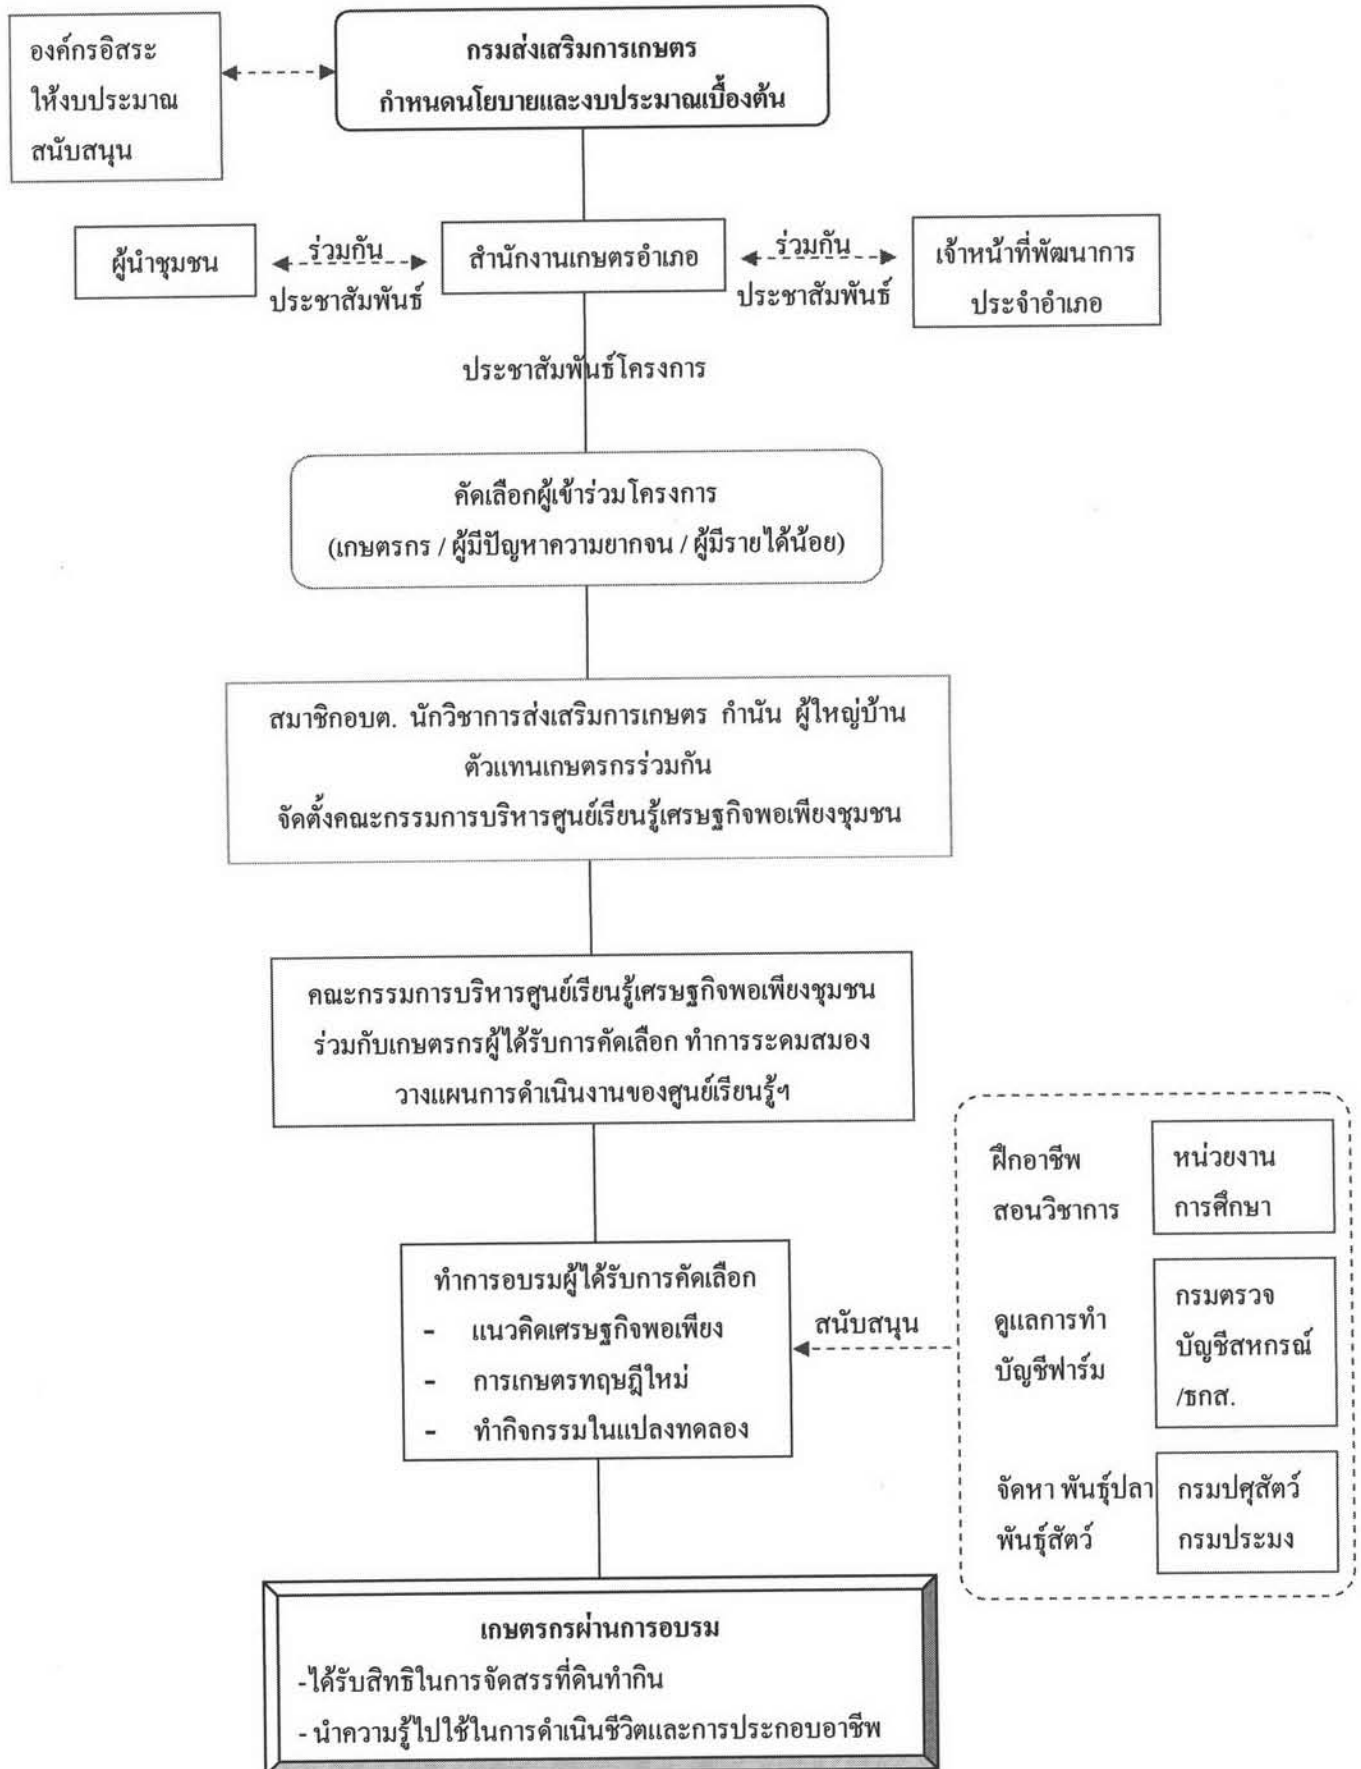 องค์กรอิสระ
ให้งบประมาณ
สนับสนุน
กรมส่งเสริมการเกษตร
กำหนดนโยบายและงบประมาณเบื้องต้น
ผู้นำชุมชน
ร่วมกัน
ประชาสัมพันธ์
สำนักงานเกษตรอำเภอ
ร่วมกัน
ประชาสัมพันธ์
เจ้าหน้าที่พัฒนาการ
ประจำอำเภอ
ประชาสัมพันธ์โครงการ
คัดเลือกผู้เข้าร่วมโครงการ
(เกษตรกร / ผู้มีปัญหาความยากจน / ผู้มีรายได้น้อย)
สมาชิกอบต. นักวิชาการส่งเสริมการเกษตร กำนัน ผู้ใหญ่บ้าน
ตัวแทนเกษตรกรร่วมกัน
จัดตั้งคณะกรรมการบริหารศูนย์เรียนรู้เศรษฐกิจพอเพียงชุมชน
คณะกรรมการบริหารศูนย์เรียนรู้เศรษฐกิจพอเพียงชุมชน
ร่วมกับเกษตรกรผู้ได้รับการคัดเลือก ทำการระดมสมอง
วางแผนการดำเนินงานของศูนย์เรียนรู้ฯ
ทำการอบรมผู้ได้รับการคัดเลือก
- แนวคิดเศรษฐกิจพอเพียง
- การเกษตรทฤษฎีใหม่
- ทำกิจกรรมในแปลงทดลอง
สนับสนุน
ฝึกอาชีพ
สอนวิชาการ
หน่วยงาน
การศึกษา
ดูแลการทำ
บัญชีฟาร์ม
กรมตรวจ
บัญชีสหกรณ์
/ธกส.
จัดหา พันธุ์ปลา
พันธุ์สัตว์
กรมปศุสัตว์
กรมประมง
เกษตรกรผ่านการอบรม
-ได้รับสิทธิในการจัดสรรที่ดินทำกิน
- นำความรู้ไปใช้ในการดำเนินชีวิตและการประกอบอาชีพ